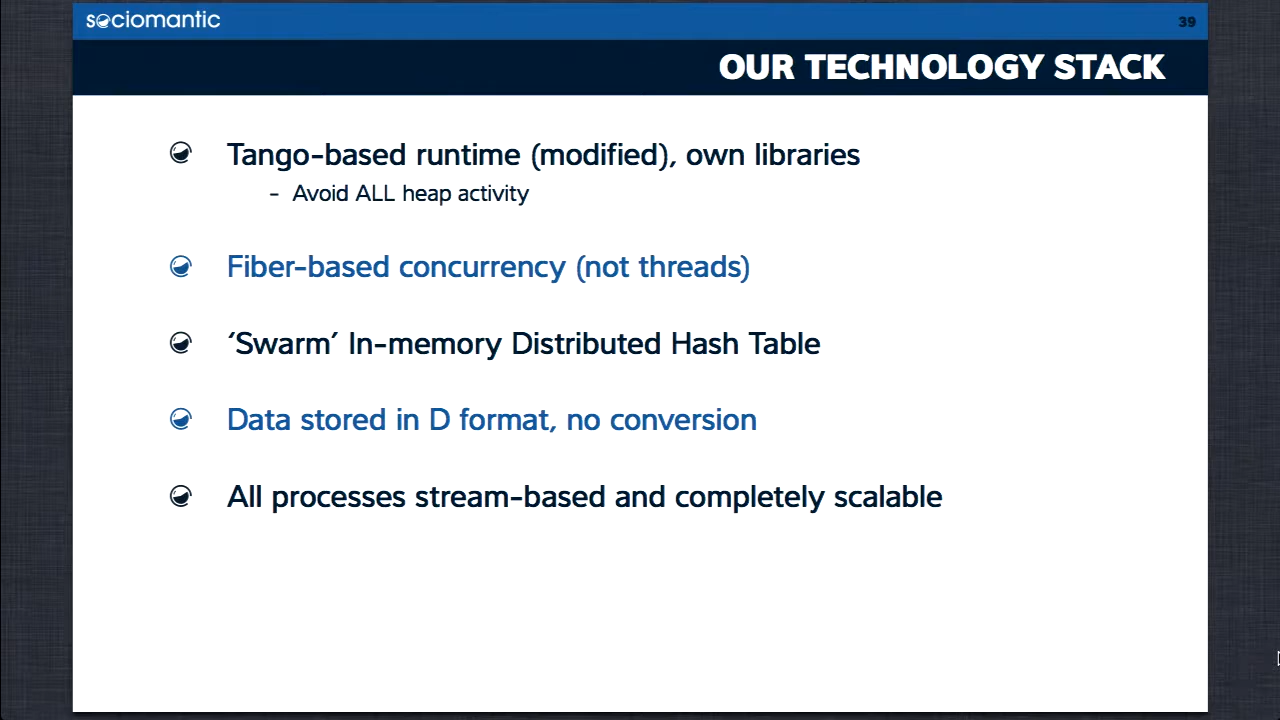 sociomantic
39
OUR TECHNOLOGY STACK
Tango-based runtime (modified), own libraries
- Avoid ALL heap activity
Fiber-based concurrency (not threads)
‘Swarm’ In-memory Distributed Hash Table
Data stored in D format, no conversion
All processes stream-based and completely scalable